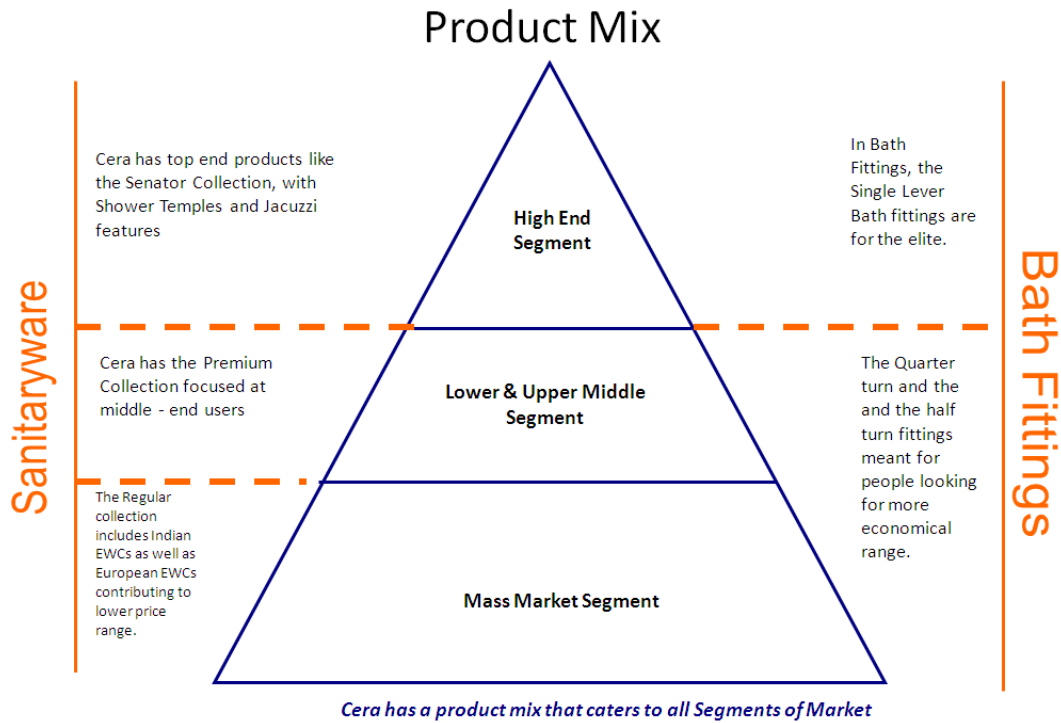 Product Mix
Sanitaryware
Cera has top end products like
the Senator Collection, with
Shower Temples and Jacuzzi
features
High End
Segment
In Bath
Fittings, the
Single Lever
Bath fittings are
for the elite.
Bath Fittings
Cera has the Premium
Collection focused at
middle - end users
Lower & Upper Middle
Segment
The Quarter
turn and the
and the half
turn fittings
meant for
people looking
for more
economical
range.
The Regular
collection
includes Indian
EWCs as well as
European EWCs
contributing to
lower price
range.
Mass Market Segment
Cera has a product mix that caters to all Segments of Market